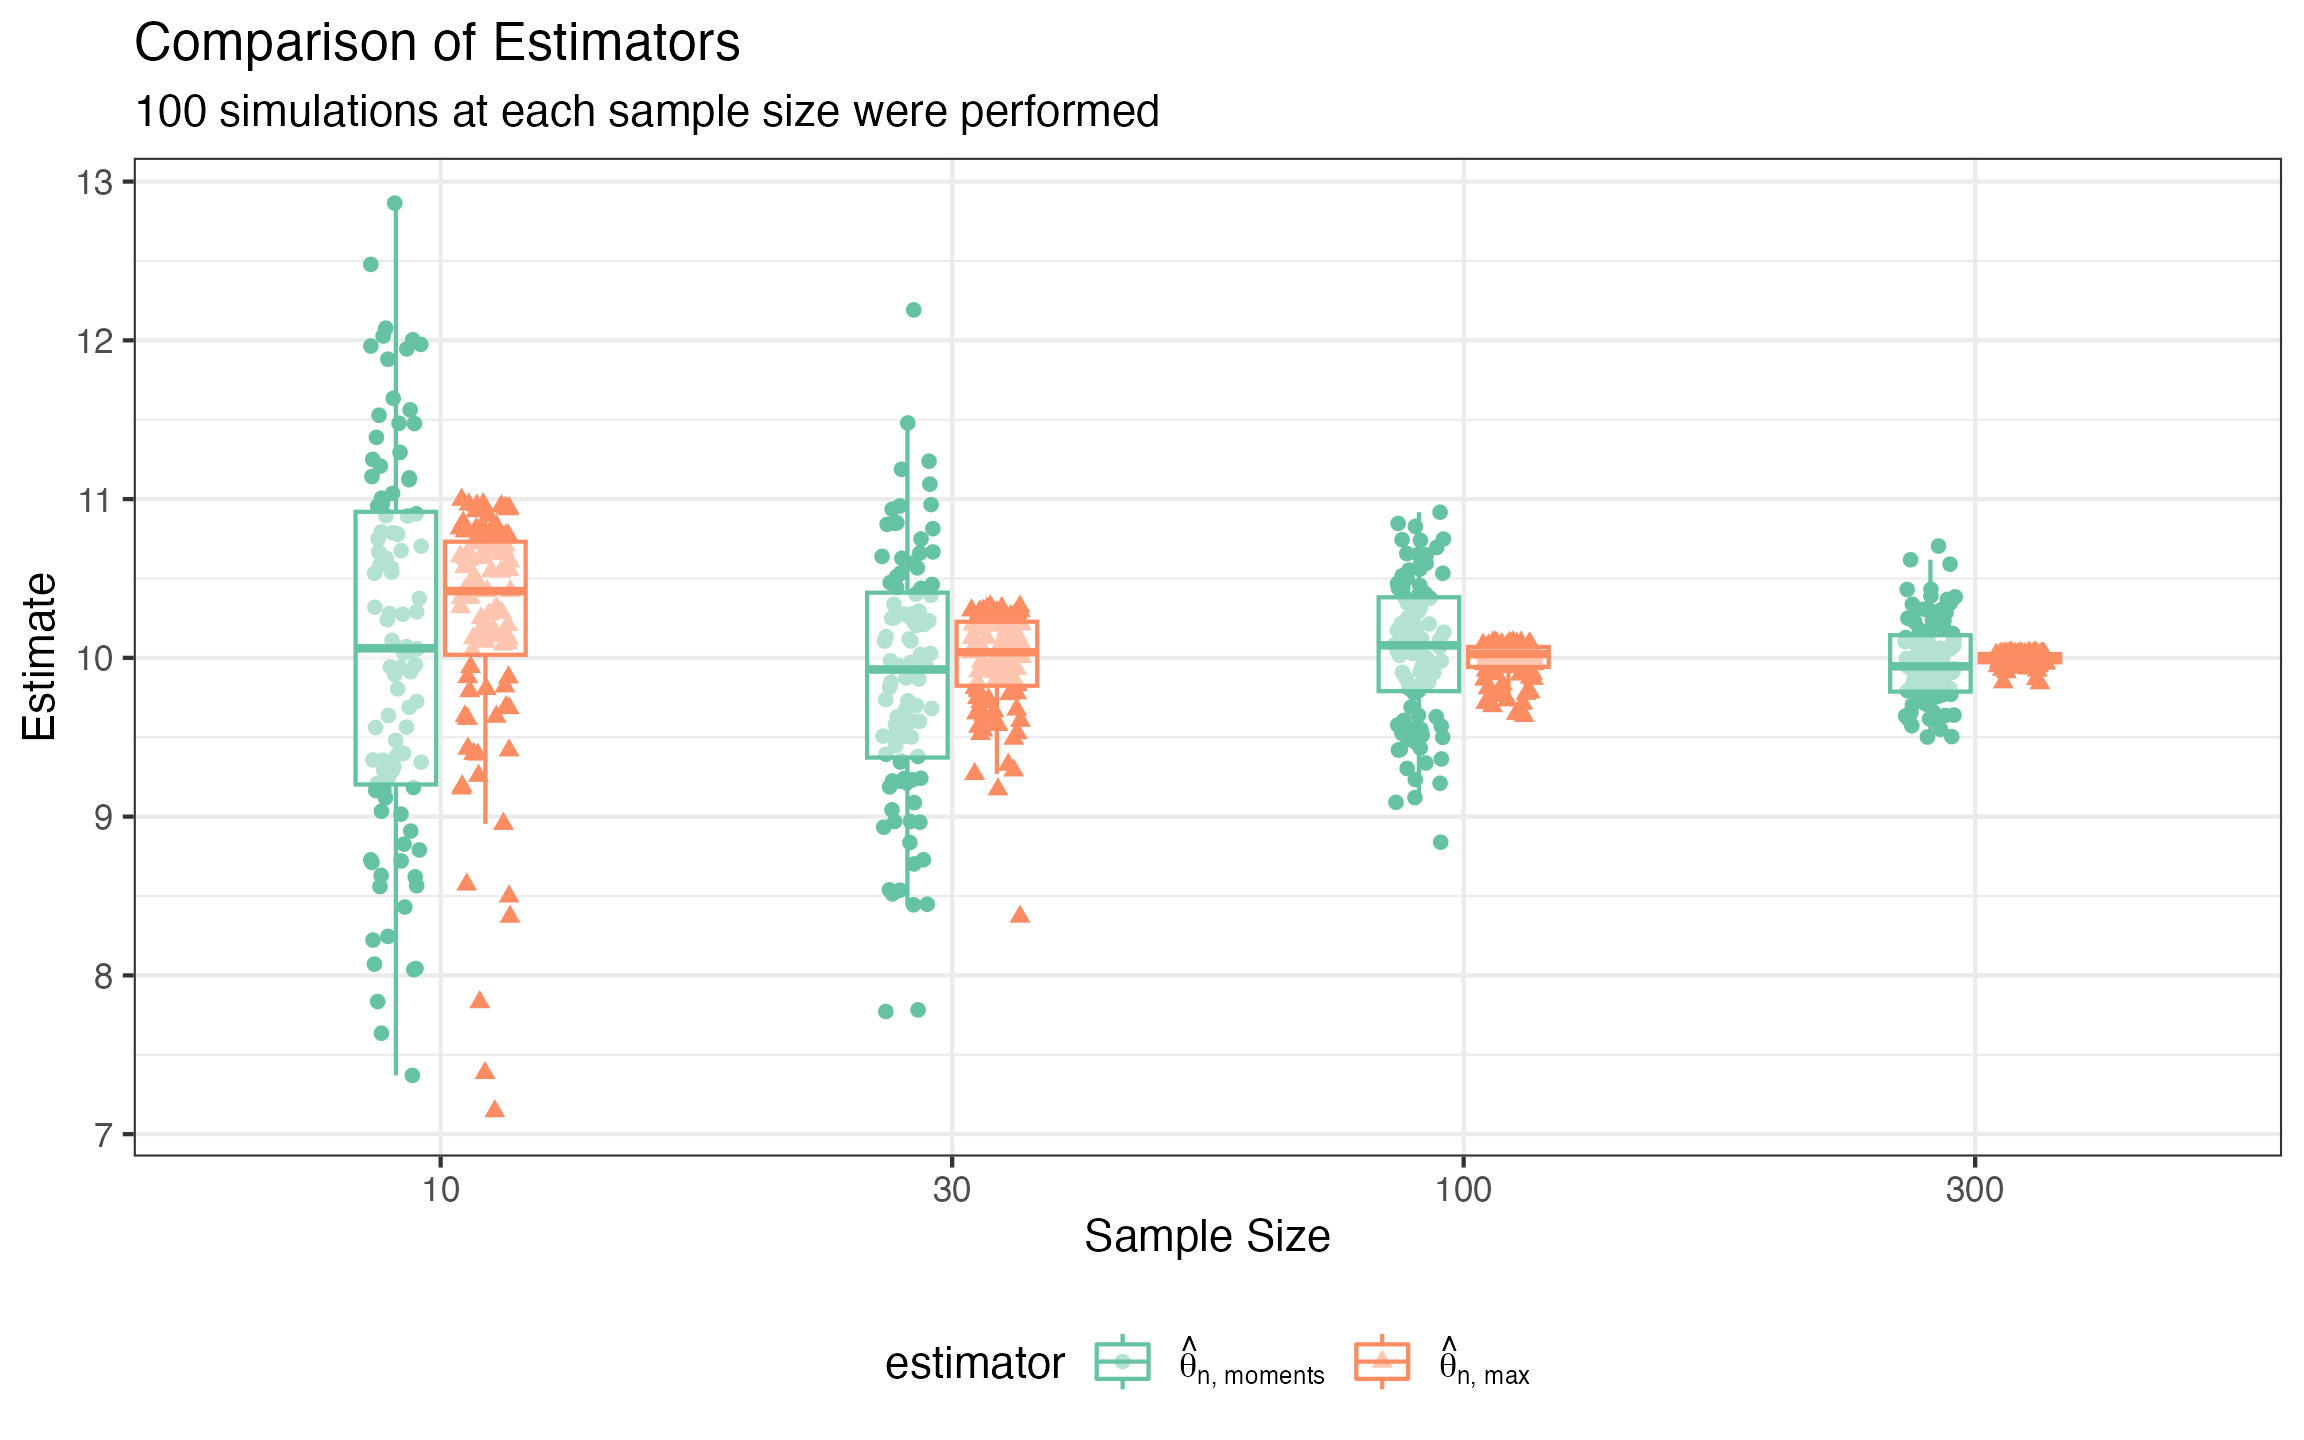 Comparison of Estimators
100 simulations at each sample size were performed
13
12
11
10
9
8
7
Estimate
10 30 100 300
Sample Size
estimator θ̂n, moments θ̂n, max